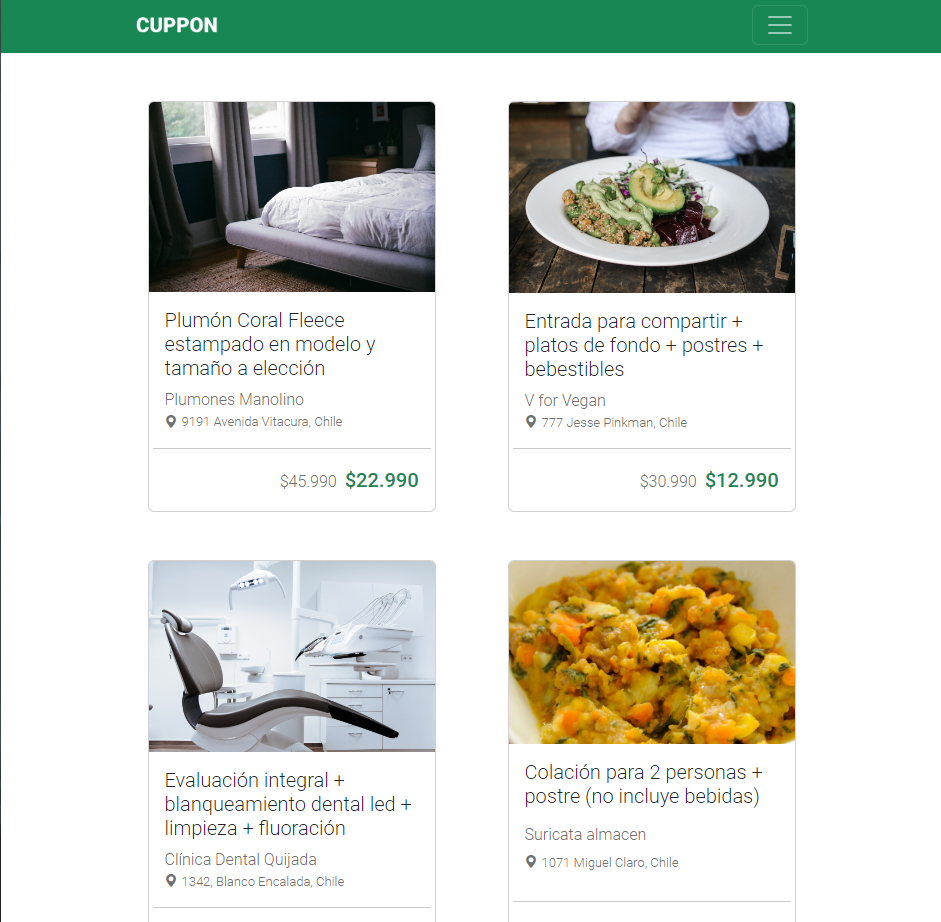 CUPPON
Plumón Coral Fleece
estampado en modelo y
tamaño a elección
Plumones Manolino
9191 Avenida Vitacura, Chile
$45.990 $22.990
Entrada para compartir +
platos de fondo + postres +
bebestibles
V for Vegan
777 Jesse Pinkman, Chile
$30.990 $12.990
Evaluación integral +
blanqueamiento dental led +
limpieza + fluoración
Clínica Dental Quijada
1342, Blanco Encalada, Chile
Colación para 2 personas +
postre (no incluye bebidas)
Suricata almacen
1071 Miguel Claro, Chile